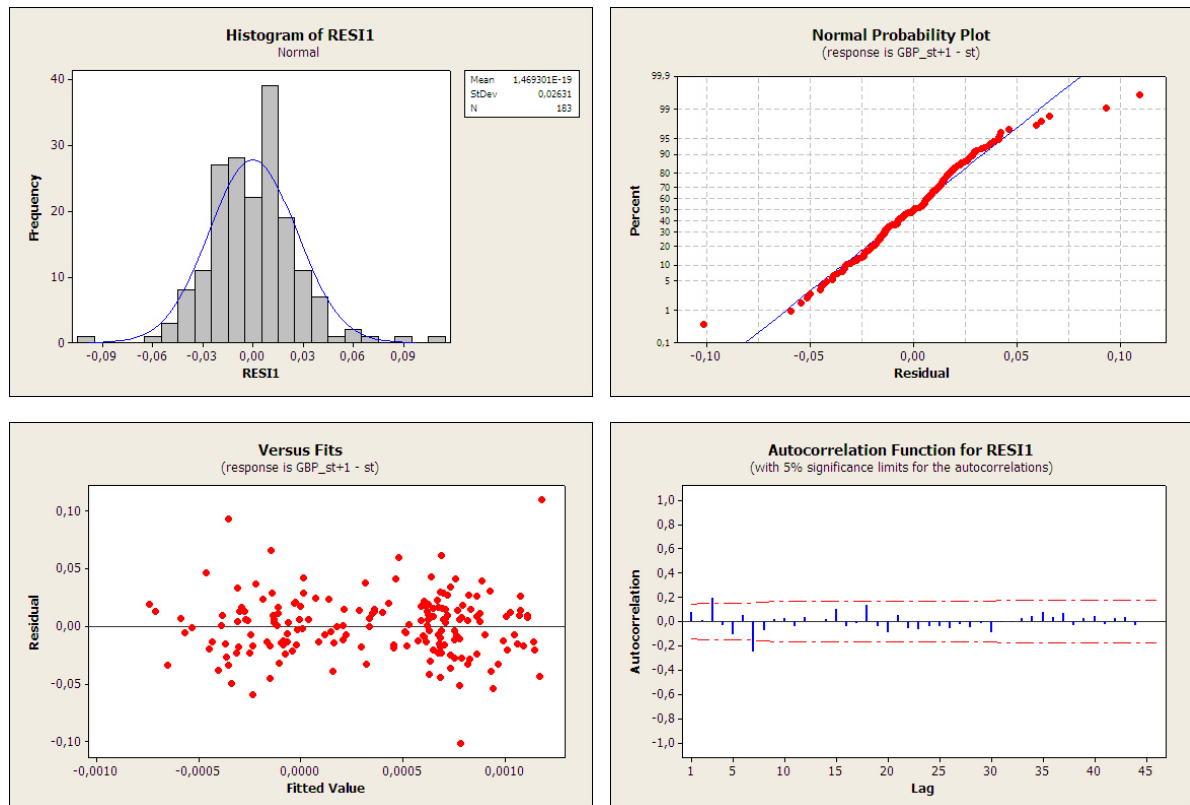 Histogram of RESI1
Normal
Mean 1,469301E-19
StDev 0,02631
N 183
Frequency
40
30
20
10
0
-0,09 -0,06 -0,03 0,00 0,03 0,06 0,09
RESI1
Normal Probability Plot
(response is GBP_st+1 - st)
Percent
99,9
99
95
90
80
70
60
50
40
30
20
10
5
1
0,1
-0,10 -0,05 0,00 0,05 0,10
Residual
Versus Fits
(response is GBP_st+1 - st)
Residual
0,10
0,05
0,00
-0,05
-0,10
-0,0010 -0,0005 0,0000 0,0005 0,0010
Fitted Value
Autocorrelation Function for RESI1
(with 5% significance limits for the autocorrelations)
Autocorrelation
1,0
0,8
0,6
0,4
0,2
0,0
-0,2
-0,4
-0,6
-0,8
-1,0
1 5 10 15 20 25 30 35 40 45
Lag